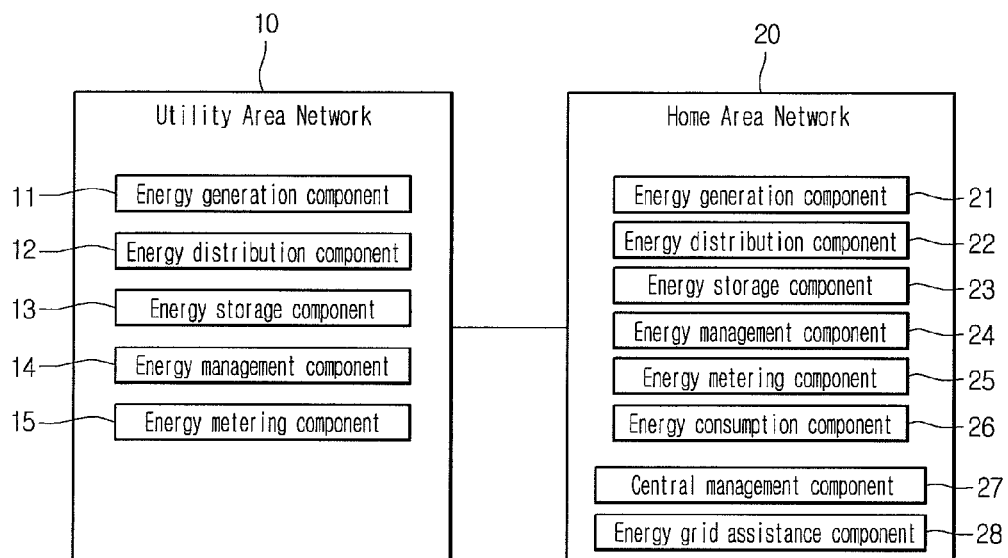 10
20
Utility Area Network
Home Area Network
11
Energy generation component
12
Energy distribution component
13
Energy storage component
14
Energy management component
15
Energy metering component
Energy generation component
21
Energy distribution component
22
Energy storage component
23
Energy management component
24
Energy metering component
25
Energy consumption component
26
Central management component
27
Energy grid assistance component
28